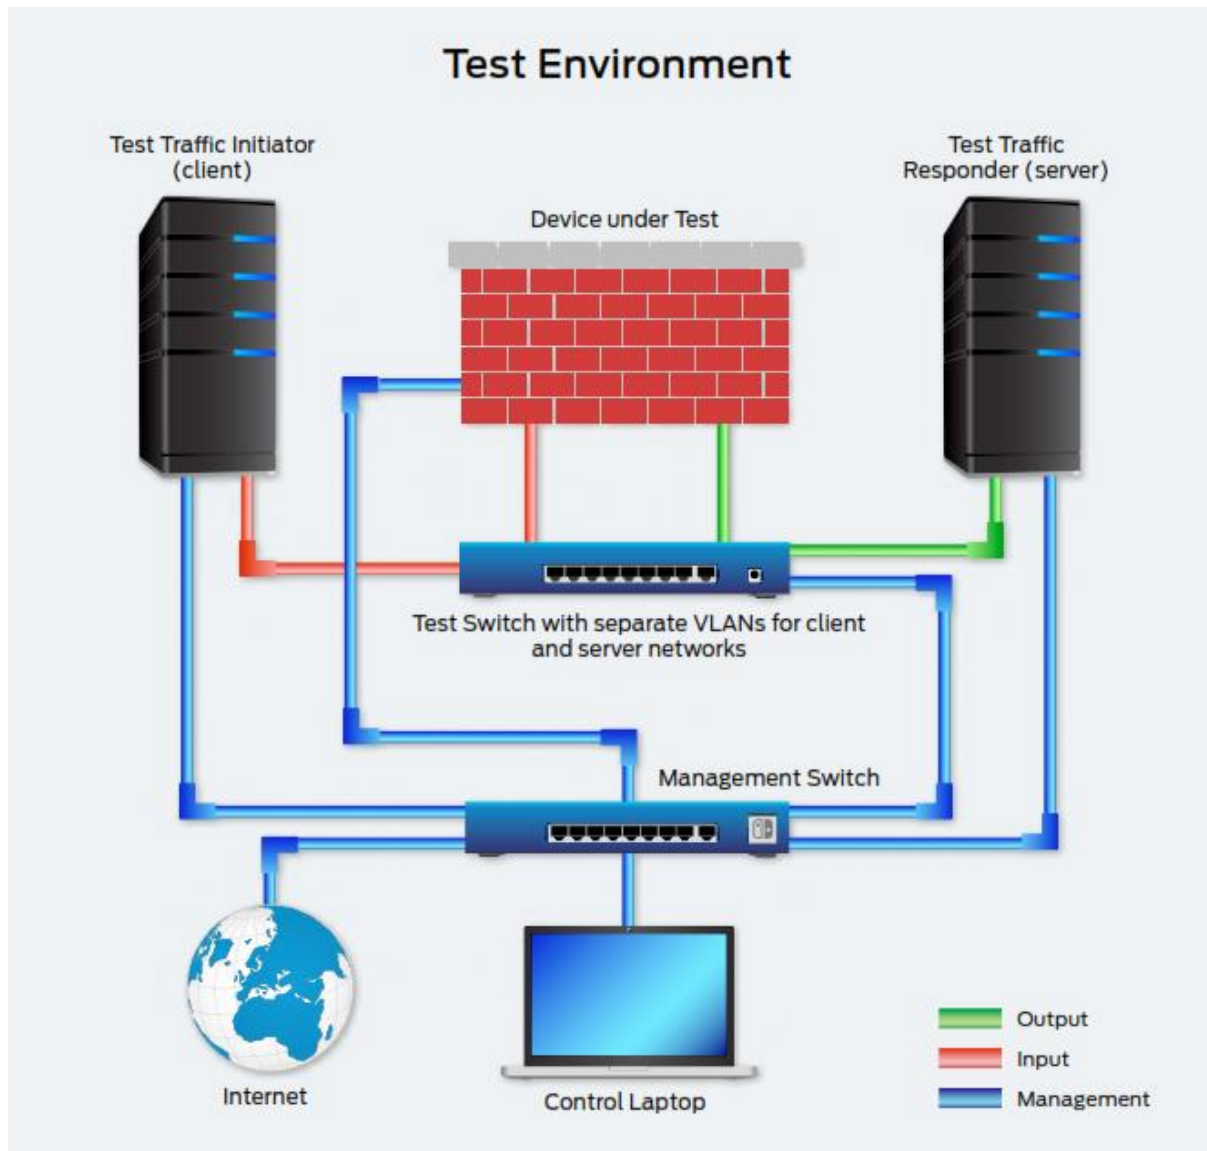 Test Environment
Test Traffic Initiator
(client)
Test Traffic
Responder (server)
Device under Test
Test Switch with separate VLANs for client
and server networks
Management Switch
Internet
Control Laptop
Output
Input
Management